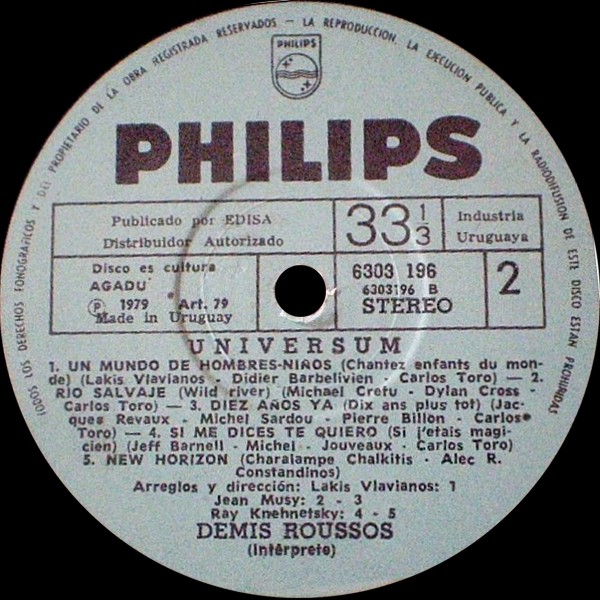 TODOS LOS DERECHOS FONOGRAFICOS Y DEL PROPIETARIO DE LA OBRA REGISTRADA RESERVADOS — LA REPRODUCCION, LA EJECUCION PUBLICA Y LA RADIODIFUSION DE ESTE DISCO ESTAN PROHIBIDAS
PHILIPS
PHILIPS
Publicado por EDISA
Distribuidor Autorizado
33 1/3
Industria
Uruguaya
Disco es cultura
AGADU
Ⓟ 1979 Art. 79
Made in Uruguay
6303 196
6303196 B
STEREO
2
UNIVERSUM
1. UN MUNDO DE HOMBRES-NIÑOS (Chantez enfants du mon-
de) (Lakis Vlavianos - Didier Barbelivien - Carlos Toro) — 2.
RIO SALVAJE (Wild river) (Michael Cretu - Dylan Cross -
Carlos Toro) — 3. DIEZ AÑOS YA (Dix ans plus tot) (Jac-
ques Revaux - Michel Sardou - Pierre Billon - Carlos
Toro) — 4. SI ME DICES TE QUIERO (Si j'etais magi-
cien) (Jeff Barnell - Michel Jouveaux - Carlos Toro)
5. NEW HORIZON (Charalampe Chalkitis - Alec R.
Constandinos)
Arreglos y dirección: Lakis Vlavianos: 1
Jean Musy: 2 - 3
Ray Knehnetsky: 4 - 5
DEMIS ROUSSOS
(Intérprete)